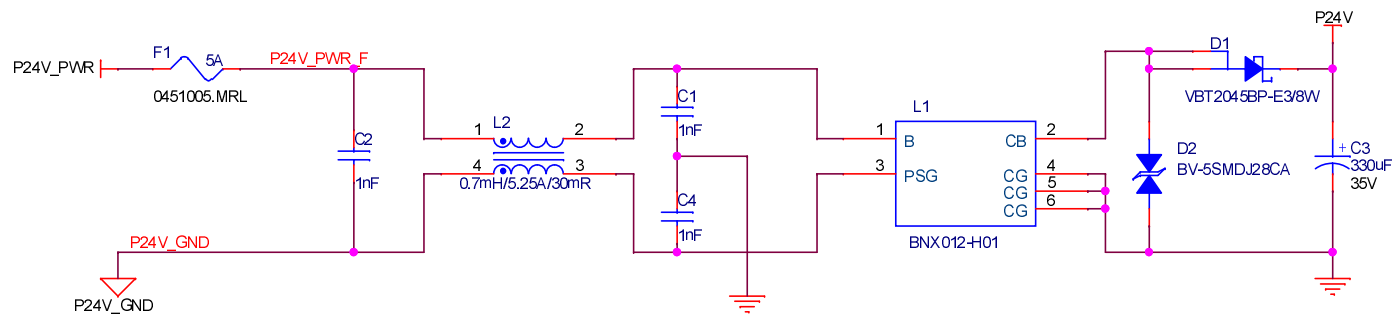 P24V_PWR
F1
5A
0451005.MRL
P24V_PWR_F
C2
1nF
P24V_GND
P24V_GND
1
L2
2
4
3
0.7mH/5.25A/30mR
C1
1nF
C4
1nF
L1
1
B
CB
2
3
PSG
CG
4
CG
5
CG
6
BNX012-H01
D1
VBT2045BP-E3/8W
P24V
D2
BV-5SMDJ28CA
+
C3
330uF
35V